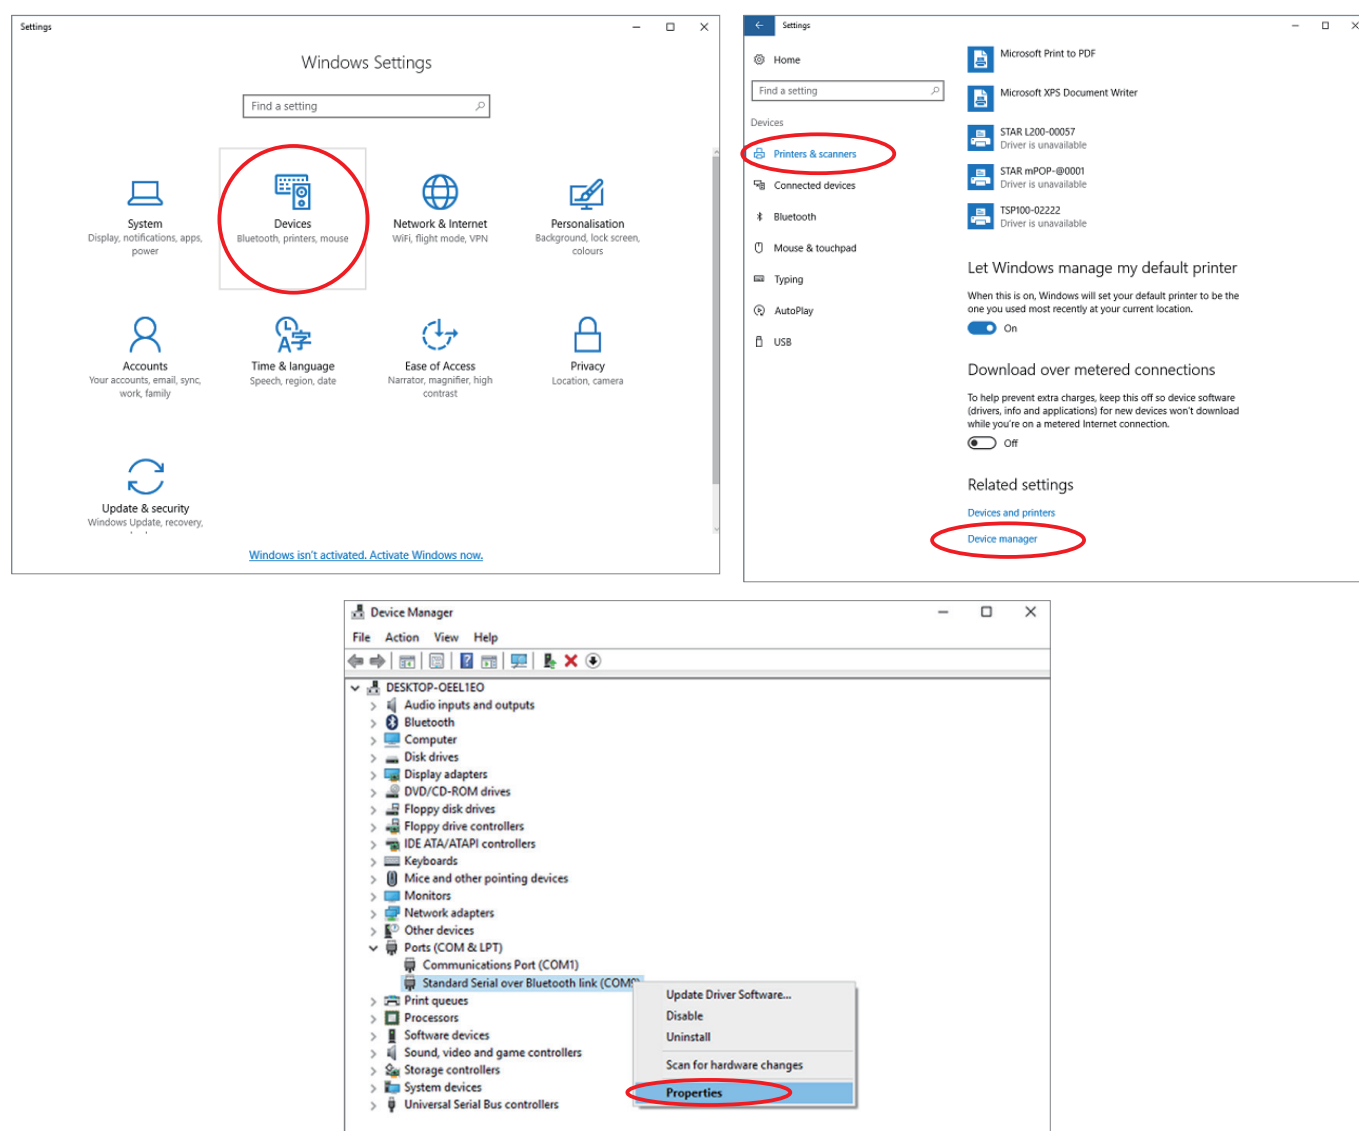 Settings
Windows Settings
Find a setting
System
Display, notifications, apps,
power
Devices
Bluetooth, printers, mouse
Network & Internet
WiFi, flight mode, VPN
Personalisation
Background, lock screen,
colours
Accounts
Your accounts, email, sync,
work, family
Time & language
Speech, region, date
Ease of Access
Narrator, magnifier, high
contrast
Privacy
Location, camera
Update & security
Windows Update, recovery,
Windows isn't activated. Activate Windows now.
Settings
Home
Find a setting
Devices
Printers & scanners
Connected devices
Bluetooth
Mouse & touchpad
Typing
AutoPlay
USB
Microsoft Print to PDF
Microsoft XPS Document Writer
STAR L200-00057
Driver is unavailable
STAR mPOP-@0001
Driver is unavailable
TSP100-02222
Driver is unavailable
Let Windows manage my default printer
When this is on, Windows will set your default printer to be the
one you used most recently at your current location.
On
Download over metered connections
To help prevent extra charges, keep this off so device software
(drivers, info and applications) for new devices won't download
while you're on a metered Internet connection.
Off
Related settings
Devices and printers
Device manager
Device Manager
File Action View Help
DESKTOP-OEEL1EO
Audio inputs and outputs
Bluetooth
Computer
Disk drives
Display adapters
DVD/CD-ROM drives
Floppy disk drives
Floppy drive controllers
IDE ATA/ATAPI controllers
Keyboards
Mice and other pointing devices
Monitors
Network adapters
Other devices
Ports (COM & LPT)
Communications Port (COM1)
Standard Serial over Bluetooth link (COM9)
Print queues
Processors
Software devices
Sound, video and game controllers
Storage controllers
System devices
Universal Serial Bus controllers
Update Driver Software...
Disable
Uninstall
Scan for hardware changes
Properties